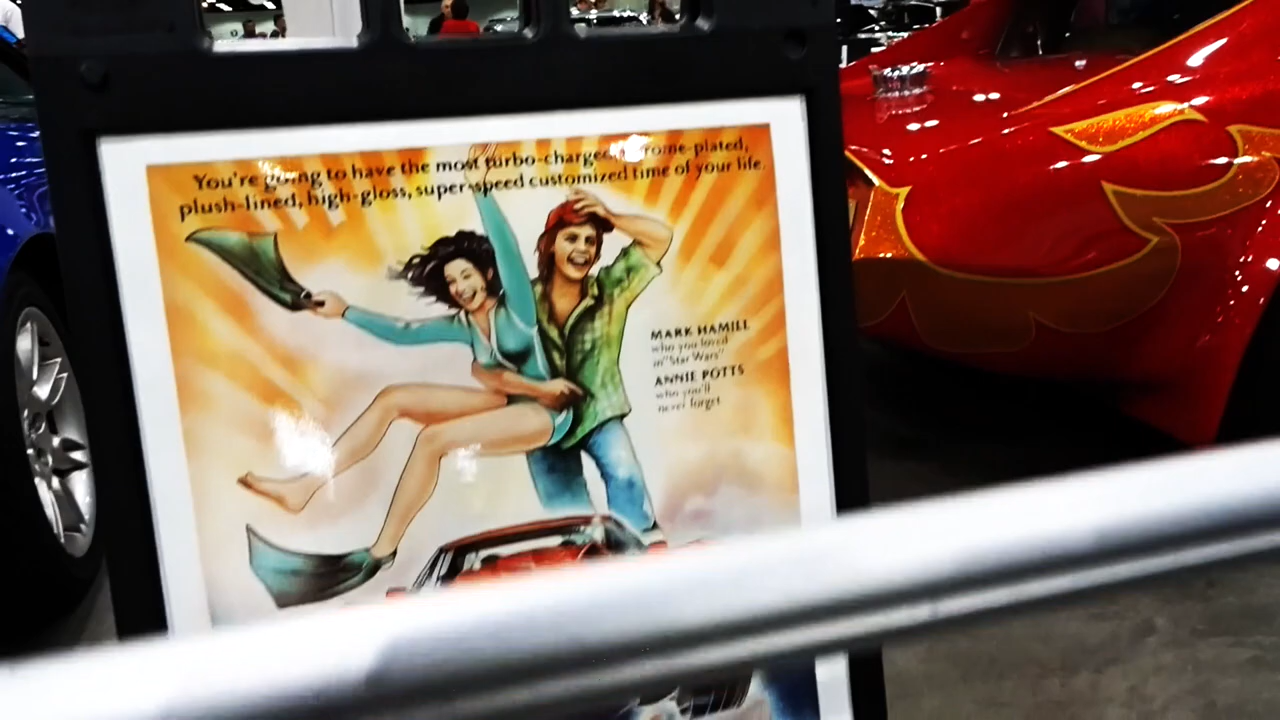 You're going to have the most turbo-charged, chrome-plated,
plush-lined, high-gloss, super-speed customized time of your life.
MARK HAMILL
who you loved
in "Star Wars"
ANNIE POTTS
who you'll
never forget